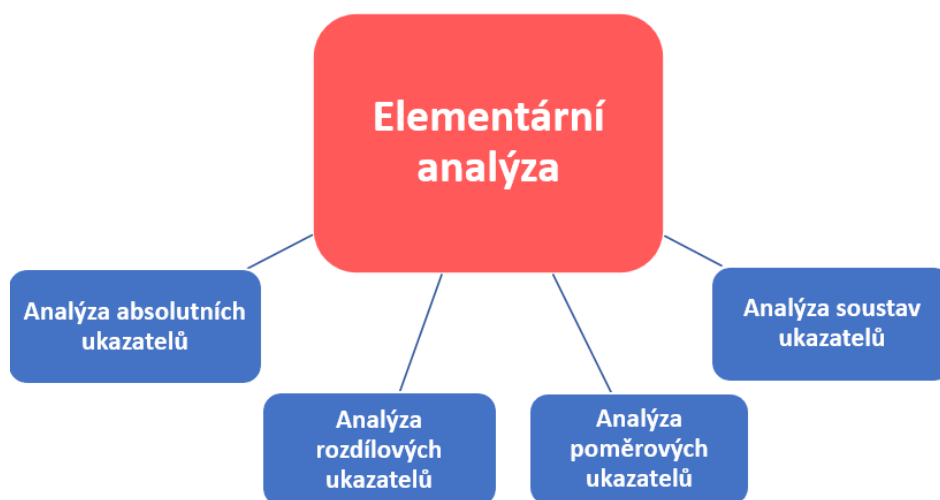 Elementární
analýza
Analýza absolutních
ukazatelů
Analýza
rozdílových
ukazatelů
Analýza
poměrových
ukazatelů
Analýza soustav
ukazatelů